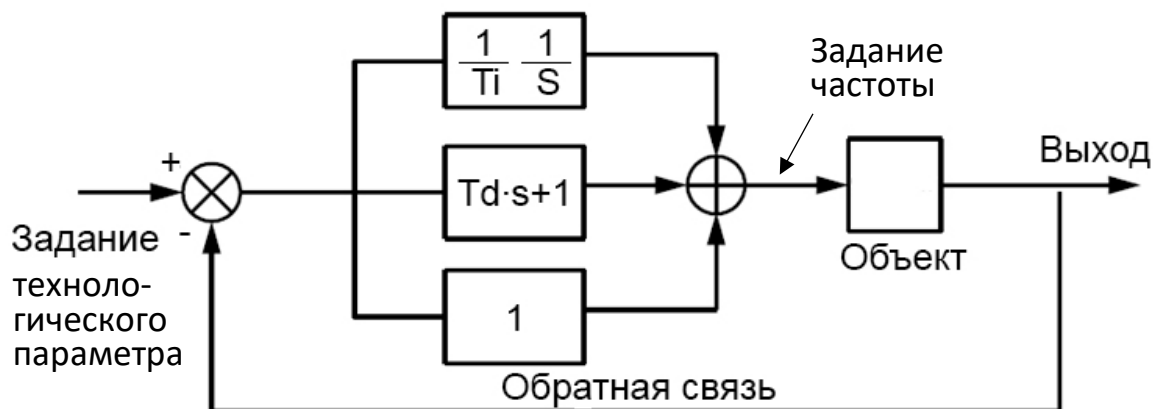 1 1
Ti S
Задание
частоты
Выход
+
Td·s+1
-
Задание
техноло-
гического
параметра
Объект
1
Обратная связь